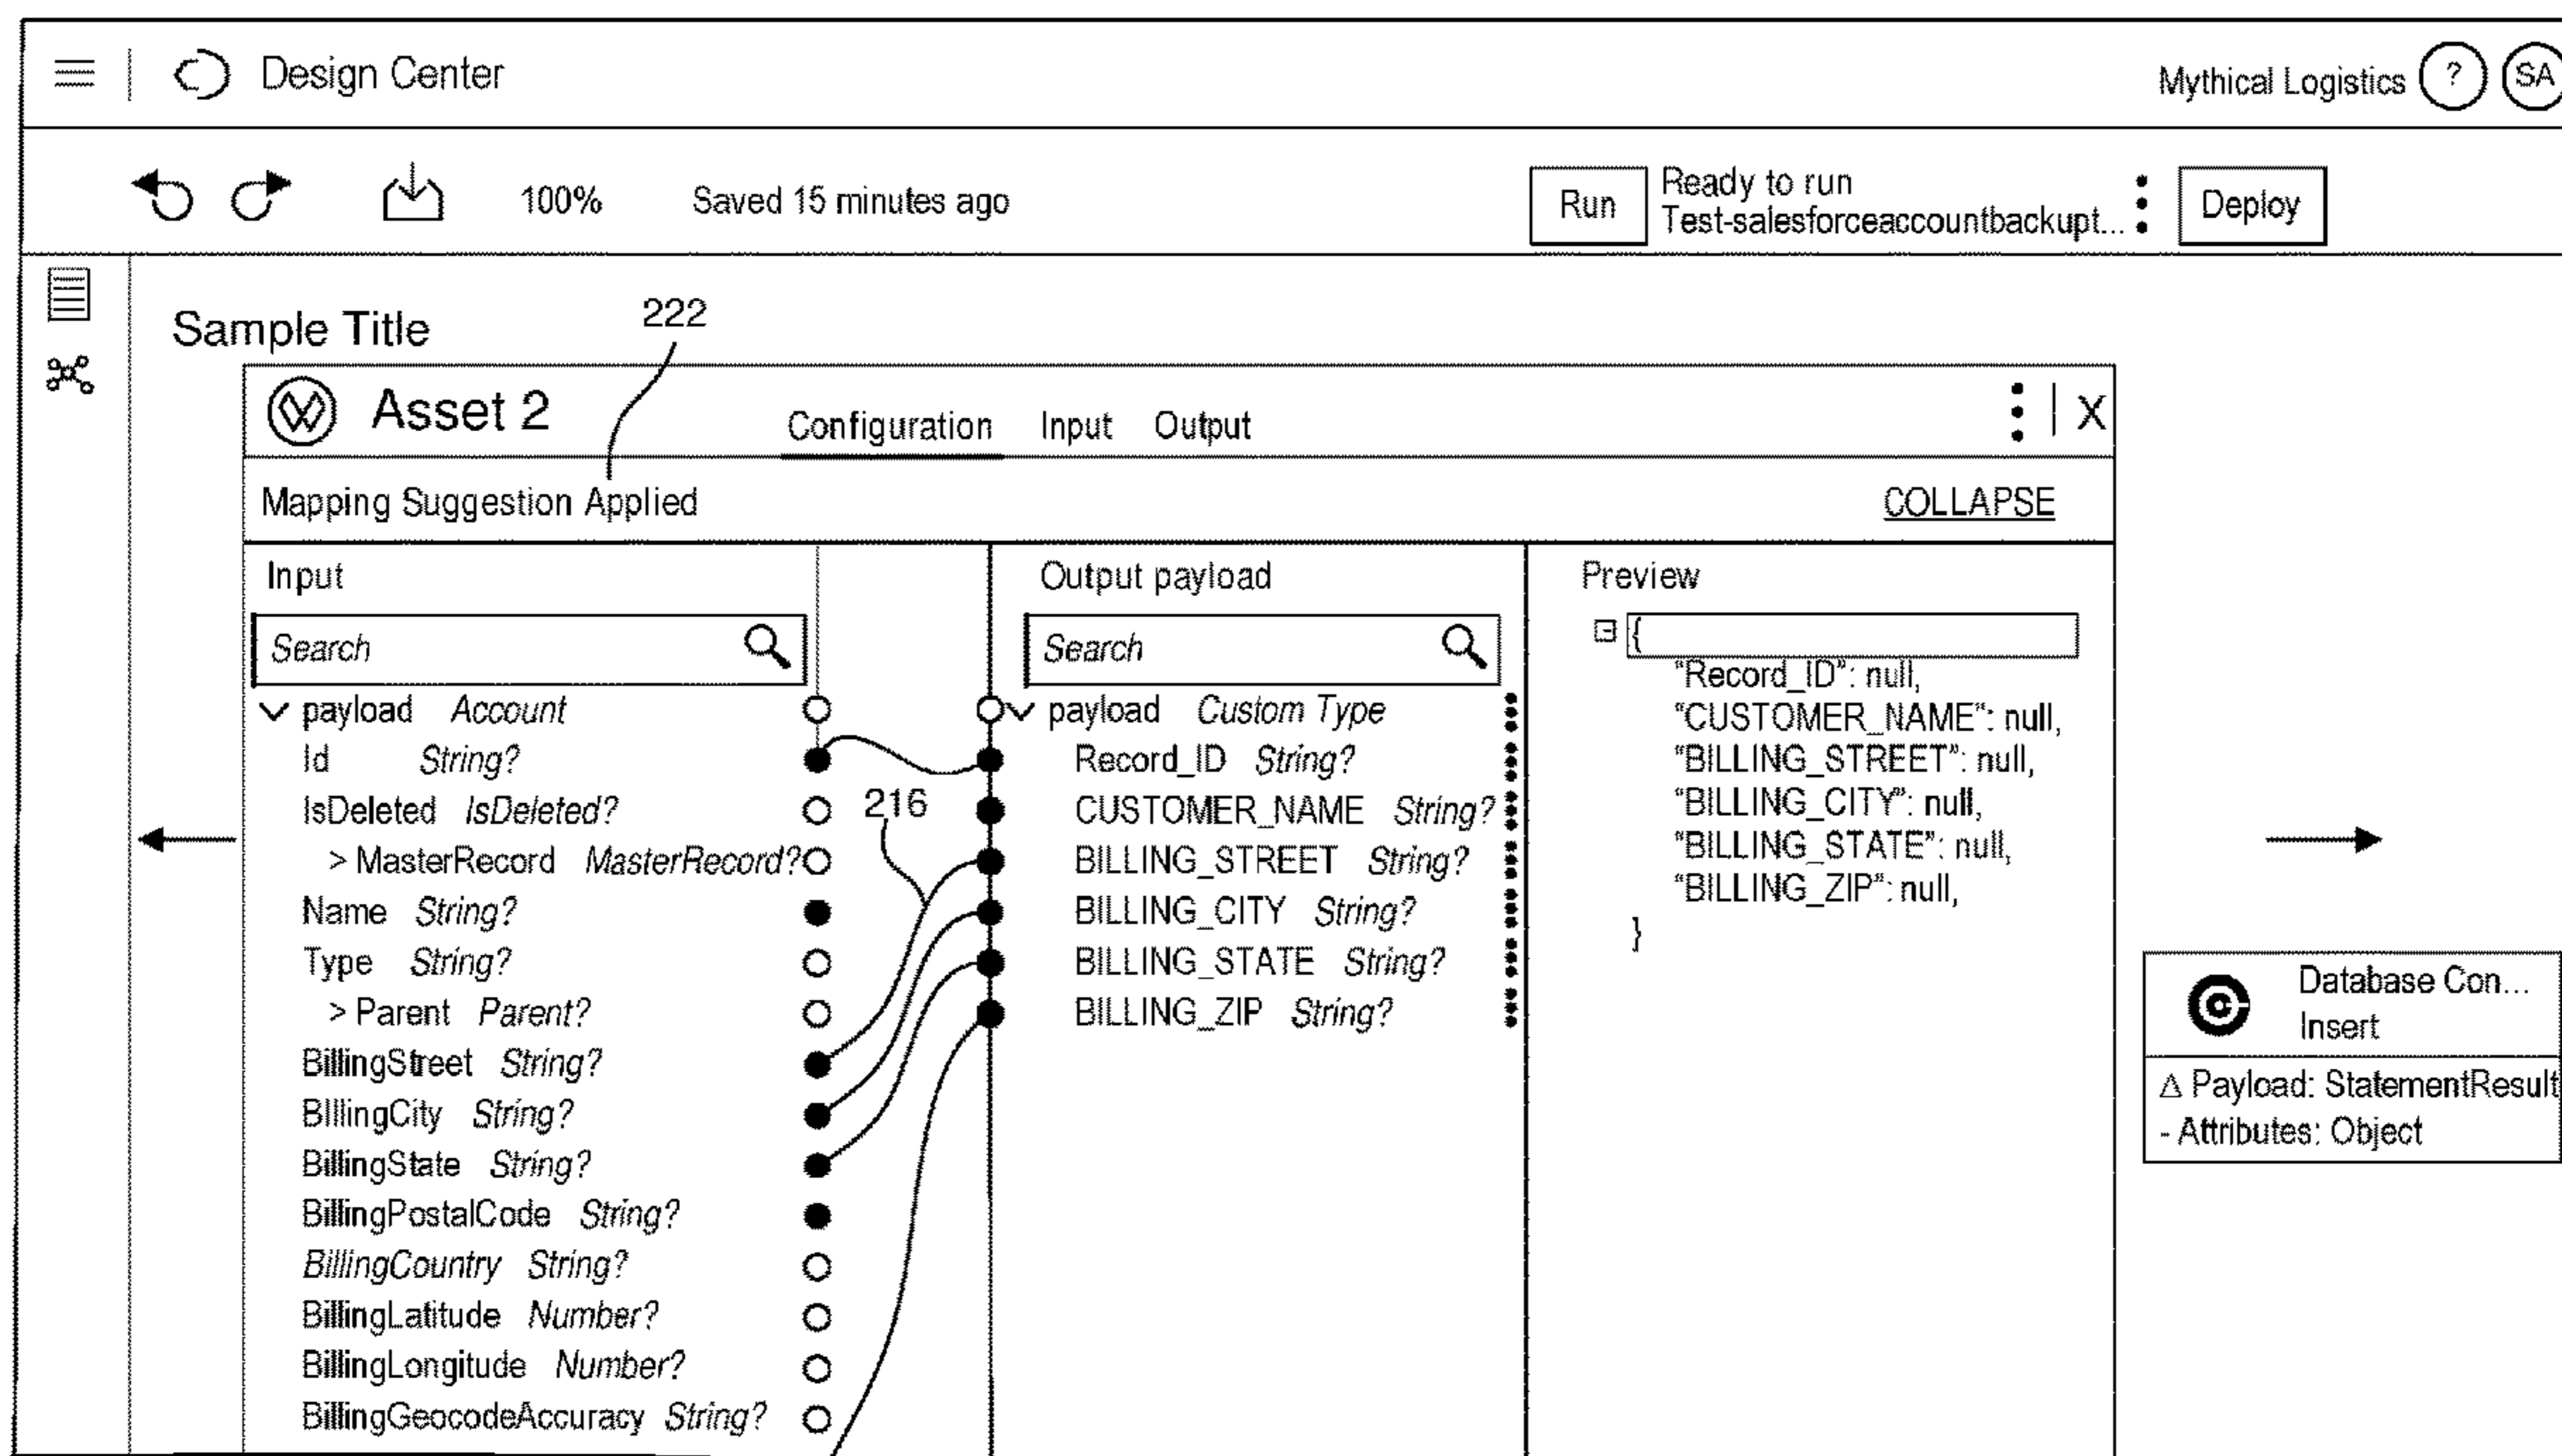 Design Center
Mythical Logistics ? SA
100% Saved 15 minutes ago
Run
Ready to run
Test-salesforceaccountbackupt...
Deploy
Sample Title
222
Asset 2
Configuration Input Output
X
Mapping Suggestion Applied
COLLAPSE
Input
Search
payload Account
Id String?
IsDeleted IsDeleted?
> MasterRecord MasterRecord?
Name String?
Type String?
> Parent Parent?
BillingStreet String?
BIllingCity String?
BillingState String?
BillingPostalCode String?
BillingCountry String?
BillingLatitude Number?
BillingLongitude Number?
BillingGeocodeAccuracy String?
216
Output payload
Search
payload Custom Type
Record_ID String?
CUSTOMER_NAME String?
BILLING_STREET String?
BILLING_CITY String?
BILLING_STATE String?
BILLING_ZIP String?
Preview
{
“Record_ID”: null,
“CUSTOMER_NAME”: null,
“BILLING_STREET”: null,
“BILLING_CITY”: null,
“BILLING_STATE”: null,
“BILLING_ZIP”: null,
}
Database Con...
Insert
Δ Payload: StatementResult
- Attributes: Object